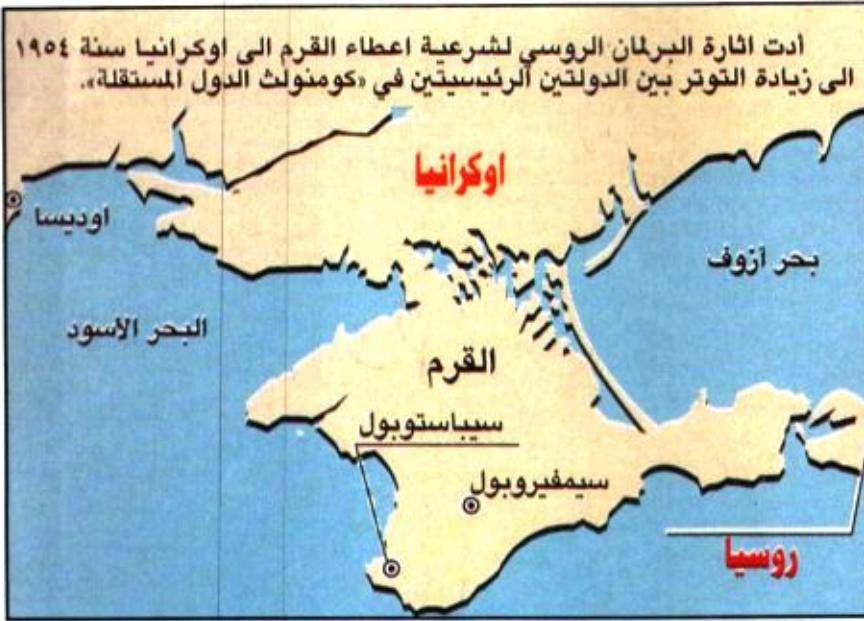 أدت اثارة البرلمان الروسي لشرعية اعطاء القرم الى اوكرانيا سنة ١٩٥٤
الى زيادة التوتر بين الدولتين الرئيسيتين في «كومنولث الدول المستقلة».
اوكرانيا
اوديسا
بحر آزوف
البحر الأسود
القرم
سيباستوبول
سيمفيروبول
روسيا